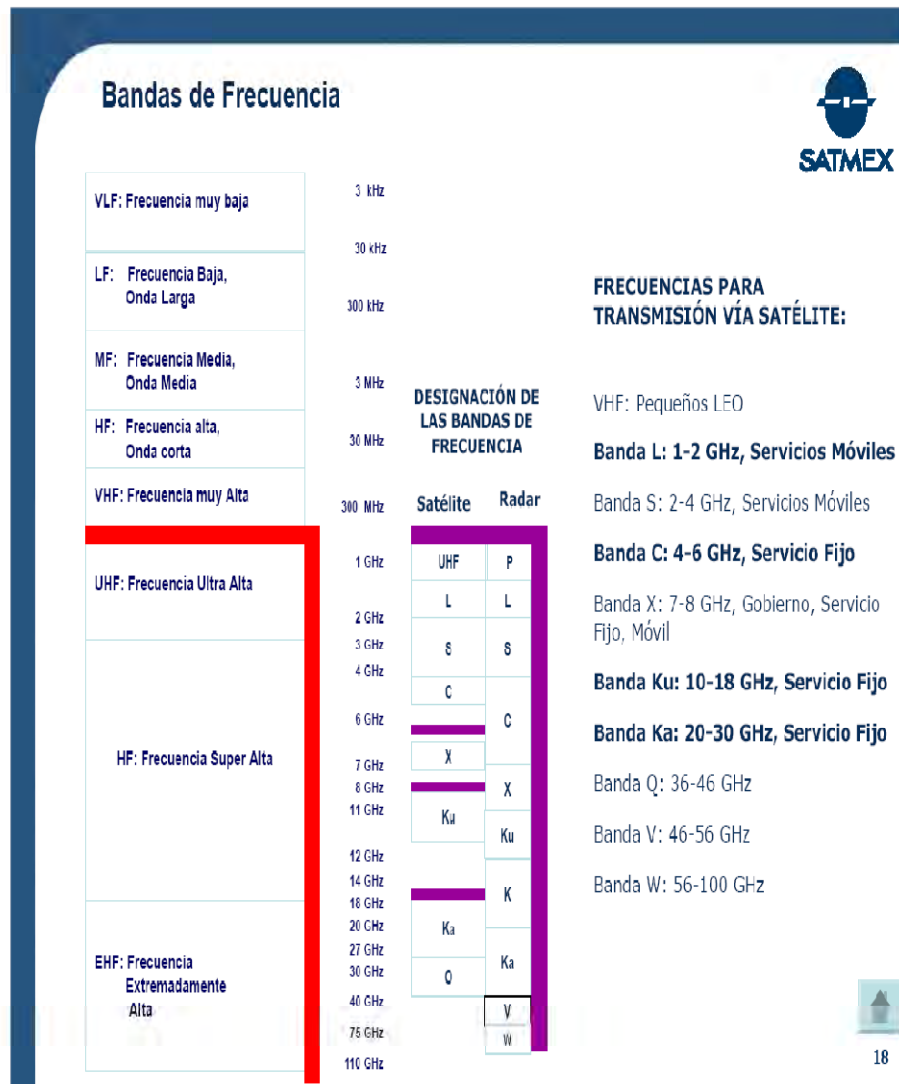 Bandas de Frecuencia
SATMEX
VLF: Frecuencia muy baja
LF: Frecuencia Baja,
Onda Larga
MF: Frecuencia Media,
Onda Media
HF: Frecuencia alta,
Onda corta
VHF: Frecuencia muy Alta
UHF: Frecuencia Ultra Alta
HF: Frecuencia Super Alta
EHF: Frecuencia
Extremadamente
Alta
3 kHz
30 kHz
300 kHz
3 MHz
30 MHz
300 MHz
1 GHz
2 GHz
3 GHz
4 GHz
6 GHz
7 GHz
8 GHz
11 GHz
12 GHz
14 GHz
18 GHz
20 GHz
27 GHz
30 GHz
40 GHz
75 GHz
110 GHz
DESIGNACIÓN DE
LAS BANDAS DE
FRECUENCIA
Satélite
UHF
L
S
C
X
Ku
Ka
Q
Radar
P
L
S
C
X
Ku
K
Ka
V
W
FRECUENCIAS PARA
TRANSMISIÓN VÍA SATÉLITE:
VHF: Pequeños LEO
Banda L: 1-2 GHz, Servicios Móviles
Banda S: 2-4 GHz, Servicios Móviles
Banda C: 4-6 GHz, Servicio Fijo
Banda X: 7-8 GHz, Gobierno, Servicio
Fijo, Móvil
Banda Ku: 10-18 GHz, Servicio Fijo
Banda Ka: 20-30 GHz, Servicio Fijo
Banda Q: 36-46 GHz
Banda V: 46-56 GHz
Banda W: 56-100 GHz
18